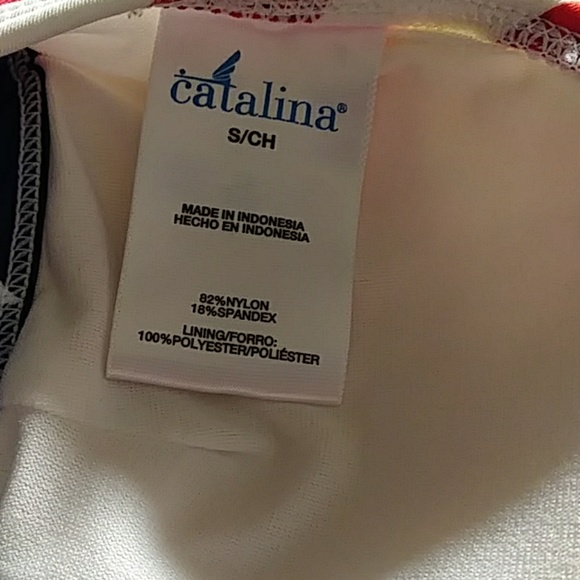 catalina®
S/CH
MADE IN INDONESIA
HECHO EN INDONESIA
82%NYLON
18%SPANDEX
LINING/FORRO:
100%POLYESTER/POLIÉSTER